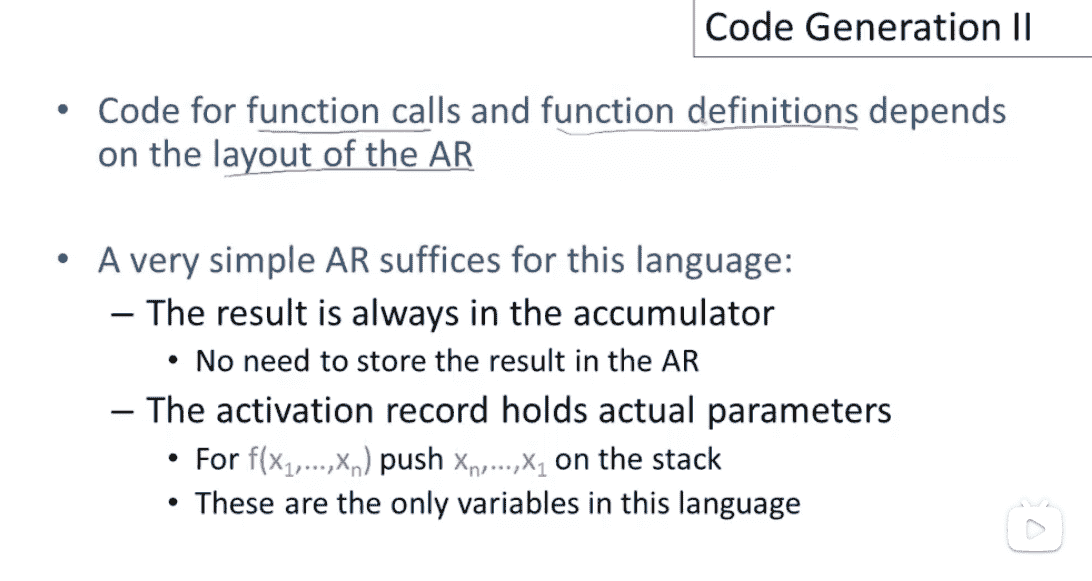 Code Generation II
• Code for function calls and function definitions depends
on the layout of the AR
• A very simple AR suffices for this language:
– The result is always in the accumulator
• No need to store the result in the AR
– The activation record holds actual parameters
• For f(x₁,...,xₙ) push xₙ,...,x₁ on the stack
• These are the only variables in this language